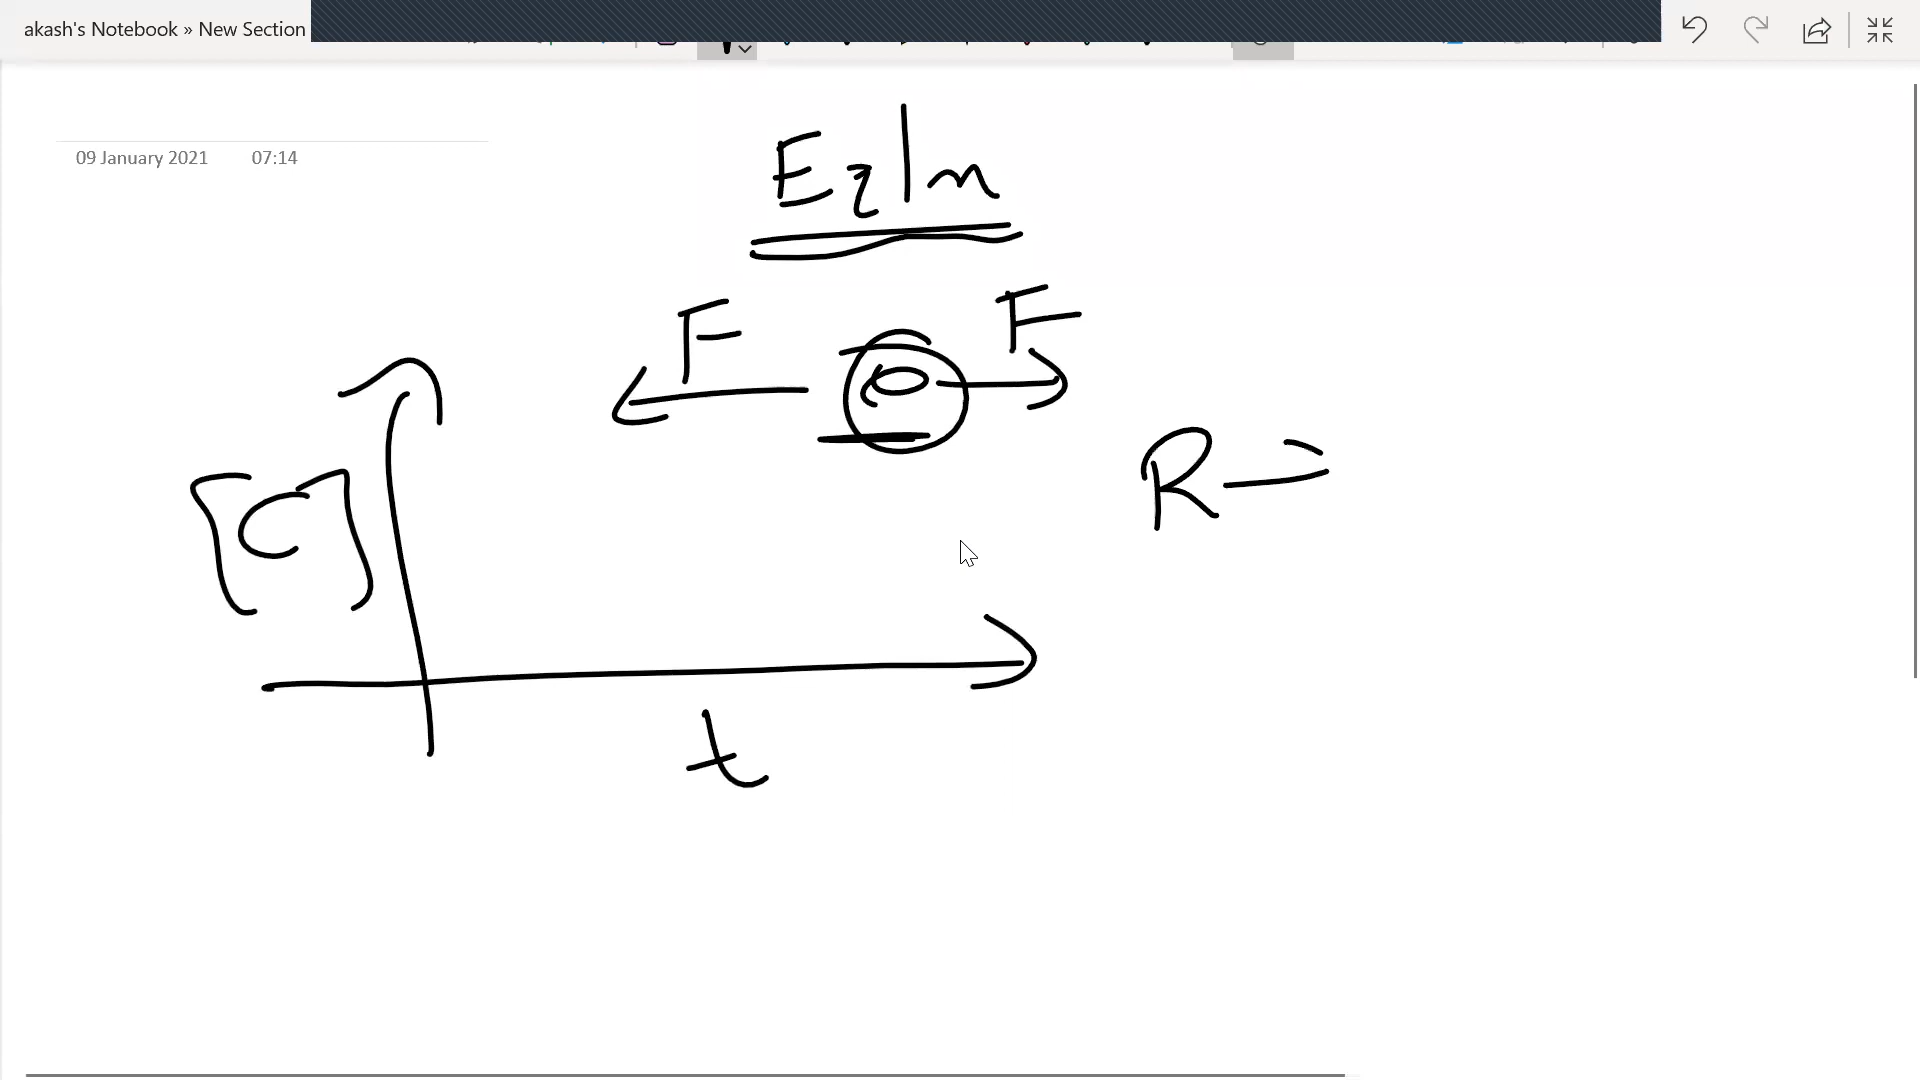 akash's Notebook » New Section
09 January 2021 07:14
Eqlm
F F
R
[C]
t